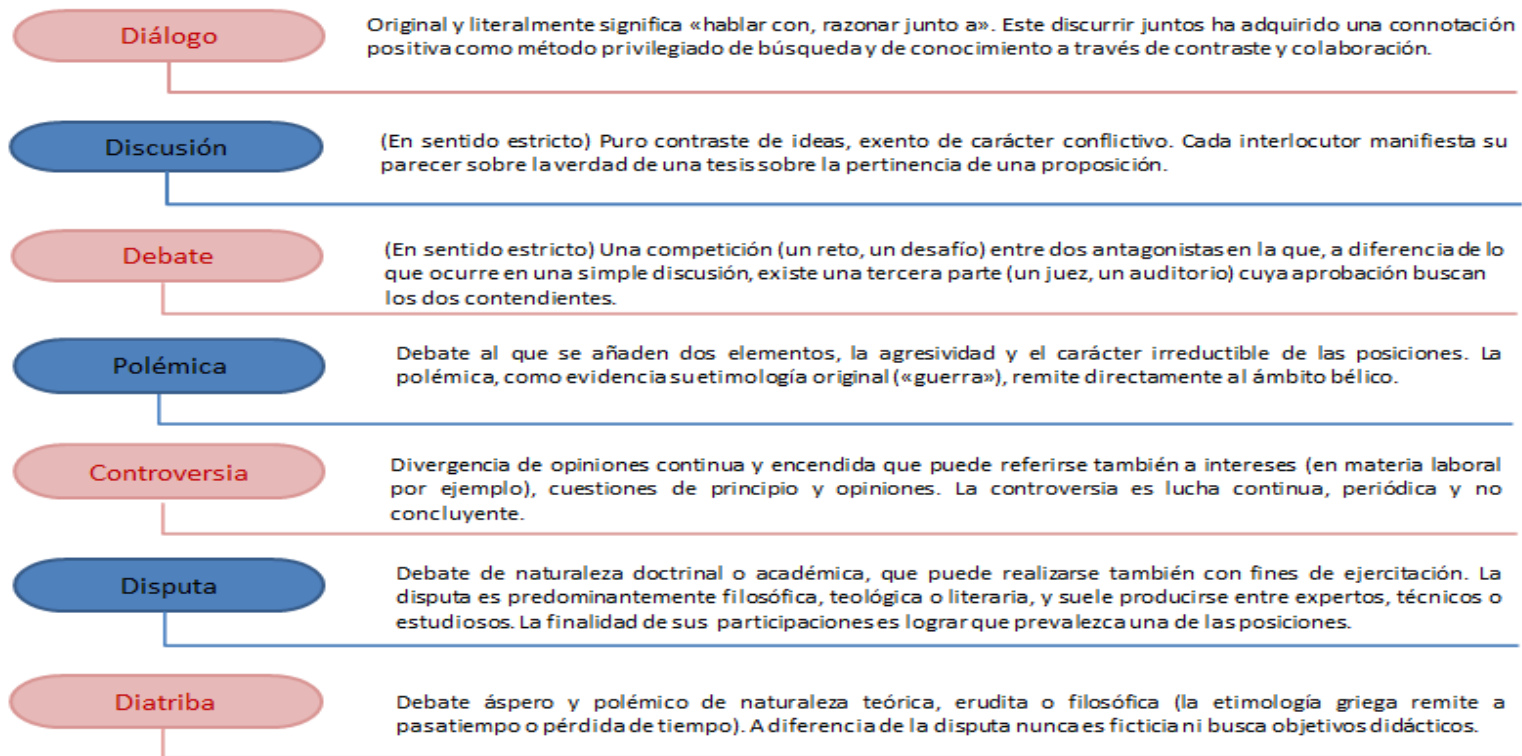 Diálogo
Original y literalmente significa «hablar con, razonar junto a». Este discurrir juntos ha adquirido una connotación
positiva como método privilegiado de búsqueda y de conocimiento a través de contraste y colaboración.
Discusión
(En sentido estricto) Puro contraste de ideas, exento de carácter conflictivo. Cada interlocutor manifiesta su
parecer sobre la verdad de una tesis sobre la pertinencia de una proposición.
Debate
(En sentido estricto) Una competición (un reto, un desafío) entre dos antagonistas en la que, a diferencia de lo
que ocurre en una simple discusión, existe una tercera parte (un juez, un auditorio) cuya aprobación buscan
los dos contendientes.
Polémica
Debate al que se añaden dos elementos, la agresividad y el carácter irreductible de las posiciones. La
polémica, como evidencia su etimología original («guerra»), remite directamente al ámbito bélico.
Controversia
Divergencia de opiniones continua y encendida que puede referirse también a intereses (en materia laboral
por ejemplo), cuestiones de principio y opiniones. La controversia es lucha continua, periódica y no
concluyente.
Disputa
Debate de naturaleza doctrinal o académica, que puede realizarse también con fines de ejercitación. La
disputa es predominantemente filosófica, teológica o literaria, y suele producirse entre expertos, técnicos o
estudiosos. La finalidad de sus participaciones es lograr que prevalezca una de las posiciones.
Diatriba
Debate áspero y polémico de naturaleza teórica, erudita o filosófica (la etimología griega remite a
pasatiempo o pérdida de tiempo). A diferencia de la disputa nunca es ficticia ni busca objetivos didácticos.